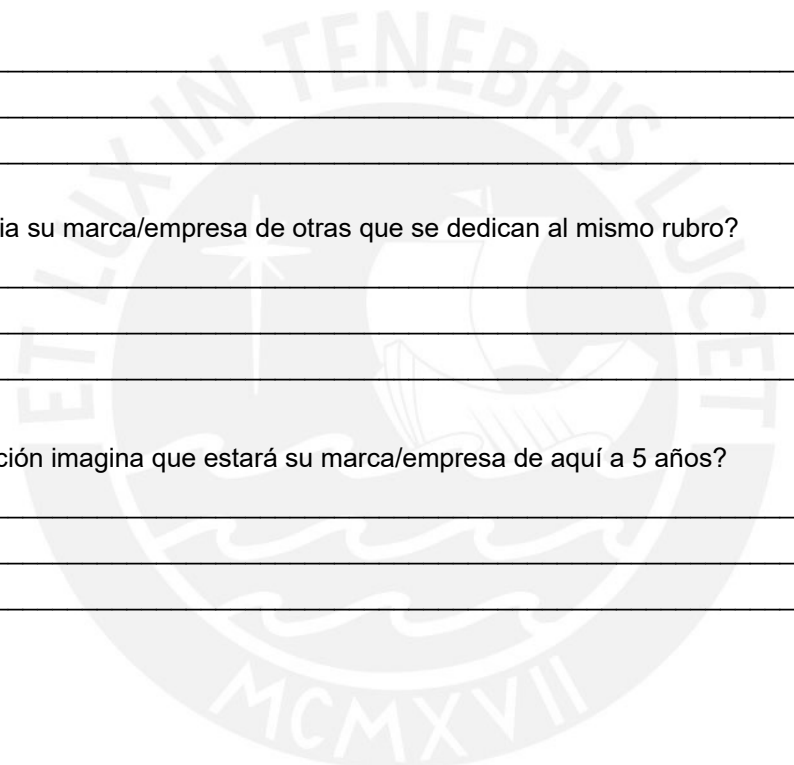 ia su marca/empresa de otras que se dedican al mismo rubro?
ción imagina que estará su marca/empresa de aquí a 5 años?
ET LUX IN TENEBRIS LUCET
MCMXVII